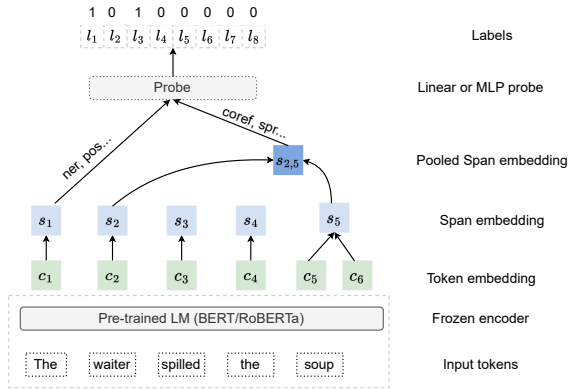 1 0 1 0 0 0 0 0
l1 l2 l3 l4 l5 l6 l7 l8 Labels
Probe Linear or MLP probe
ner, pos... coref, spr...
s2,5 Pooled Span embedding
s1 s2 s3 s4 s5 Span embedding
c1 c2 c3 c4 c5 c6 Token embedding
Pre-trained LM (BERT/RoBERTa) Frozen encoder
The waiter spilled the soup Input tokens